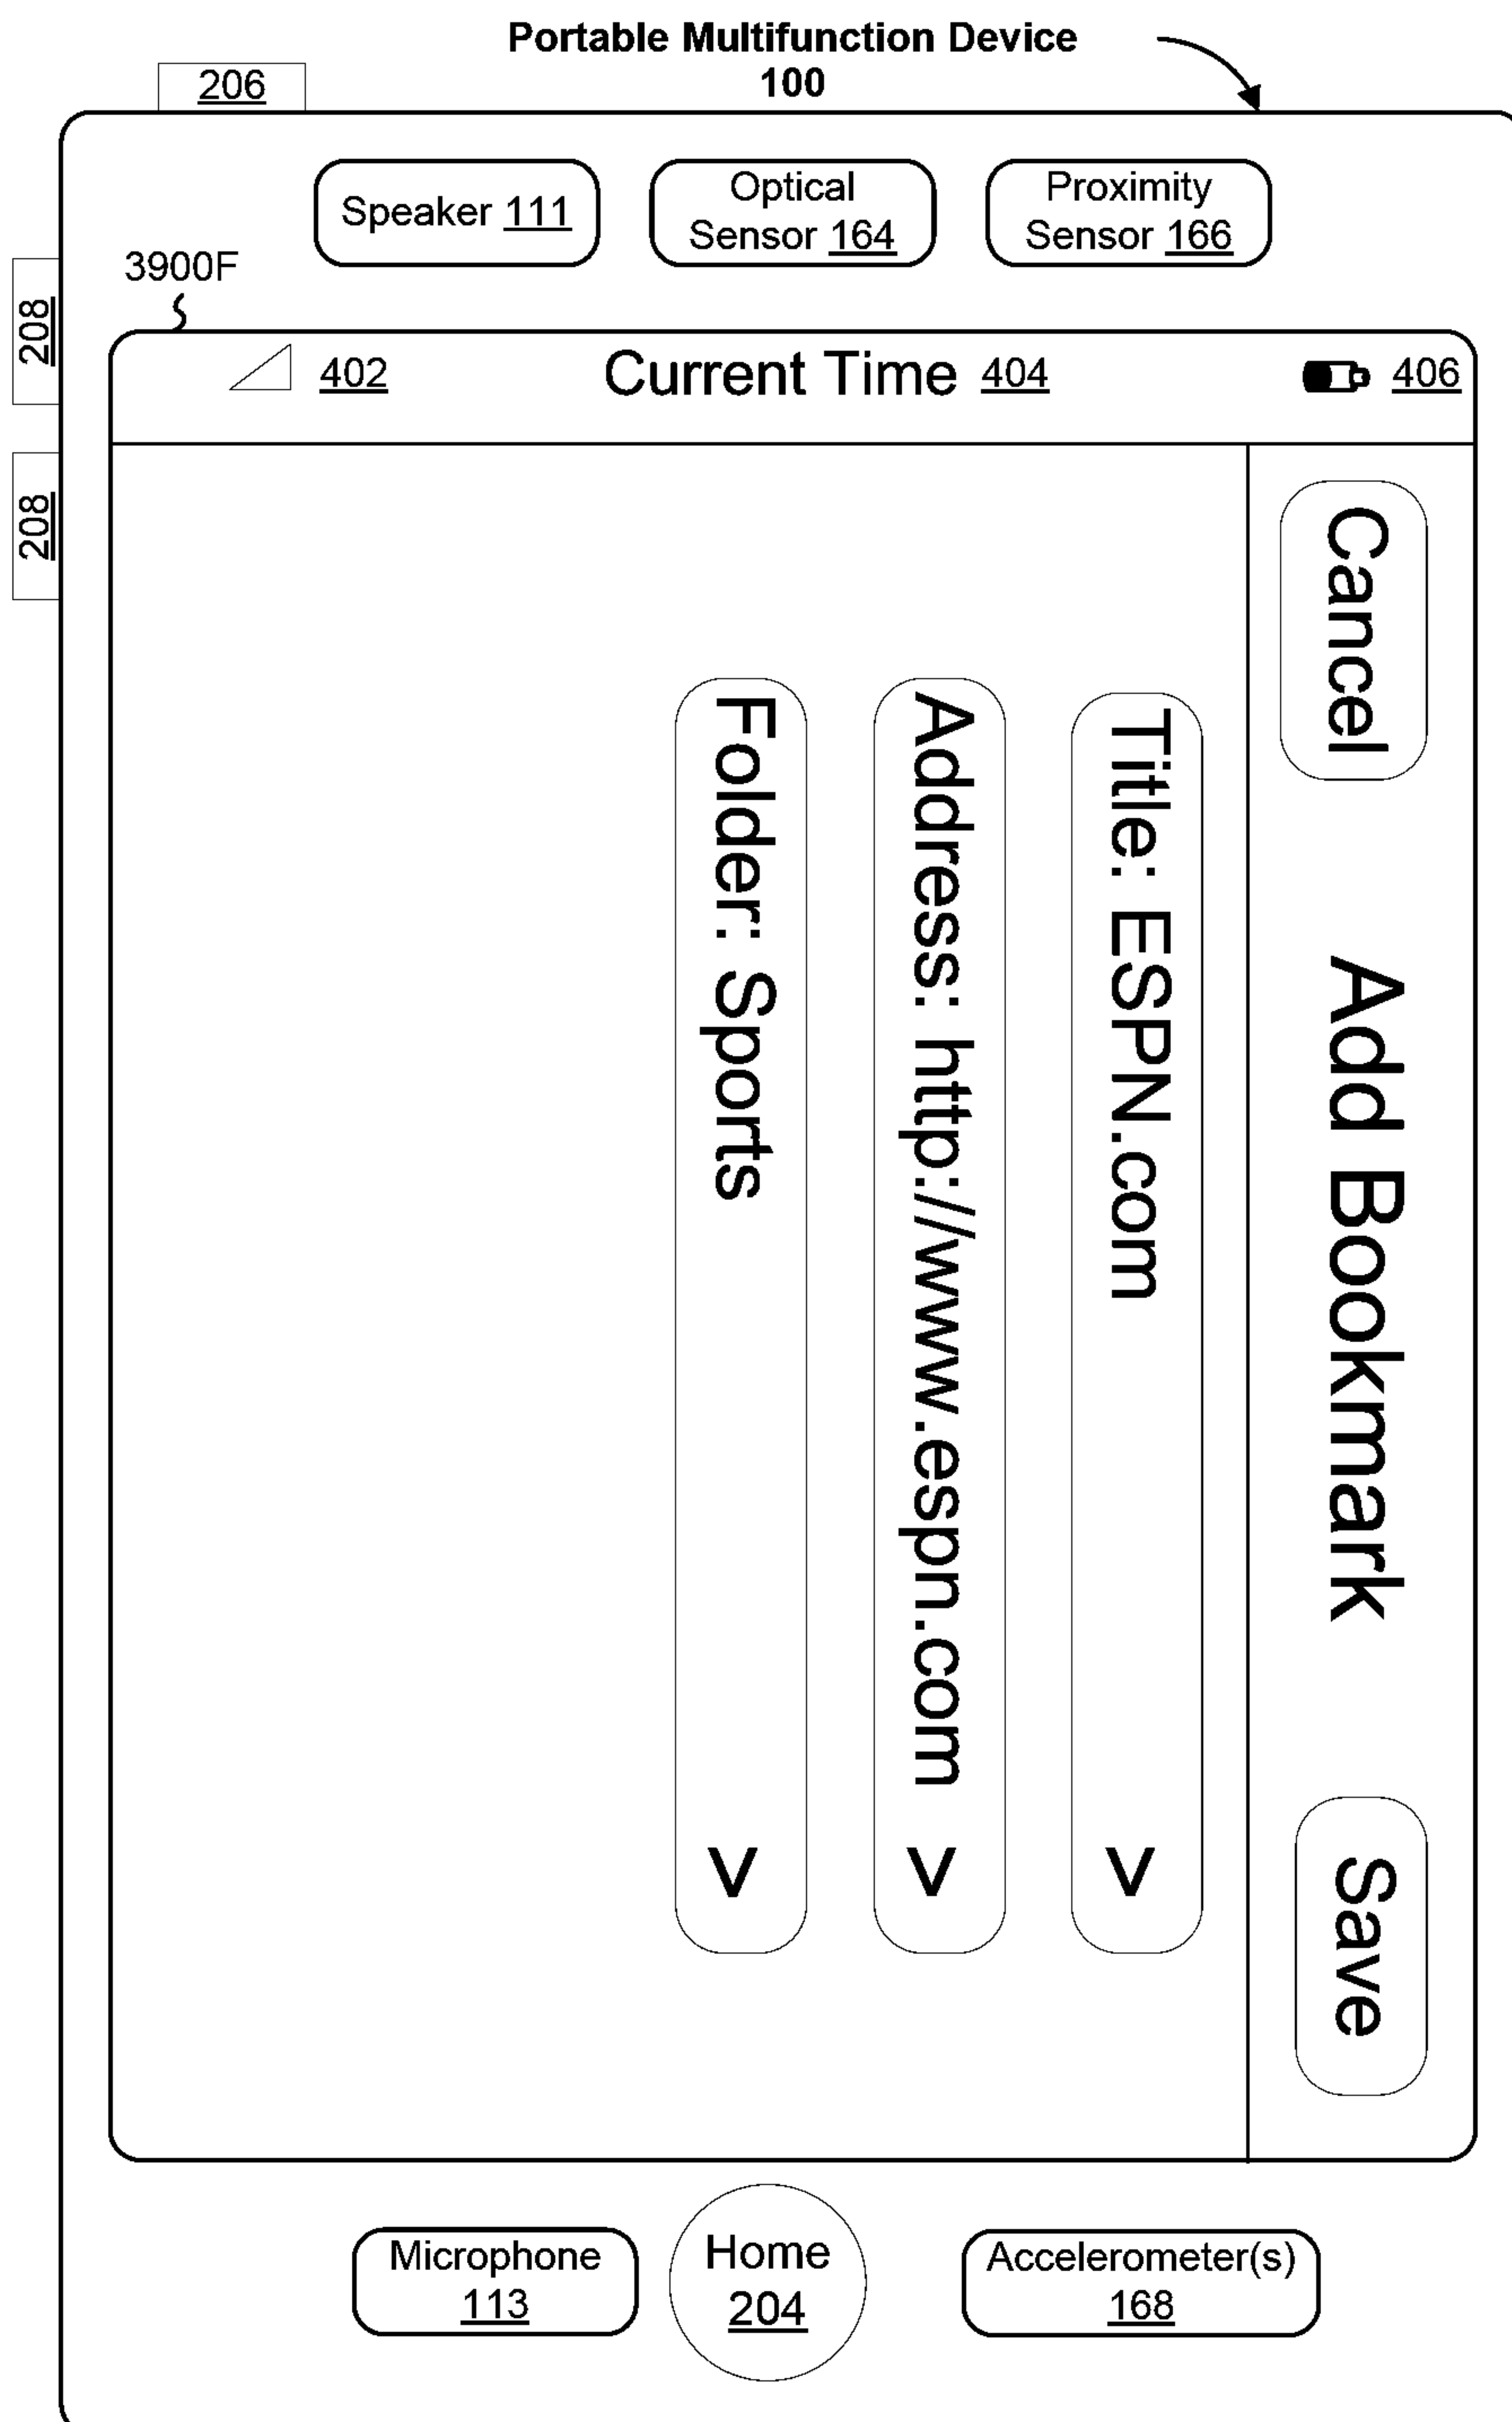 Portable Multifunction Device
100
206
Speaker 111
Optical
Sensor 164
Proximity
Sensor 166
3900F
208
208
402
Current Time 404
406
Cancel
Add Bookmark
Save
Title: ESPN.com >
Address: http://www.espn.com >
Folder: Sports >
Microphone
113
Home
204
Accelerometer(s)
168